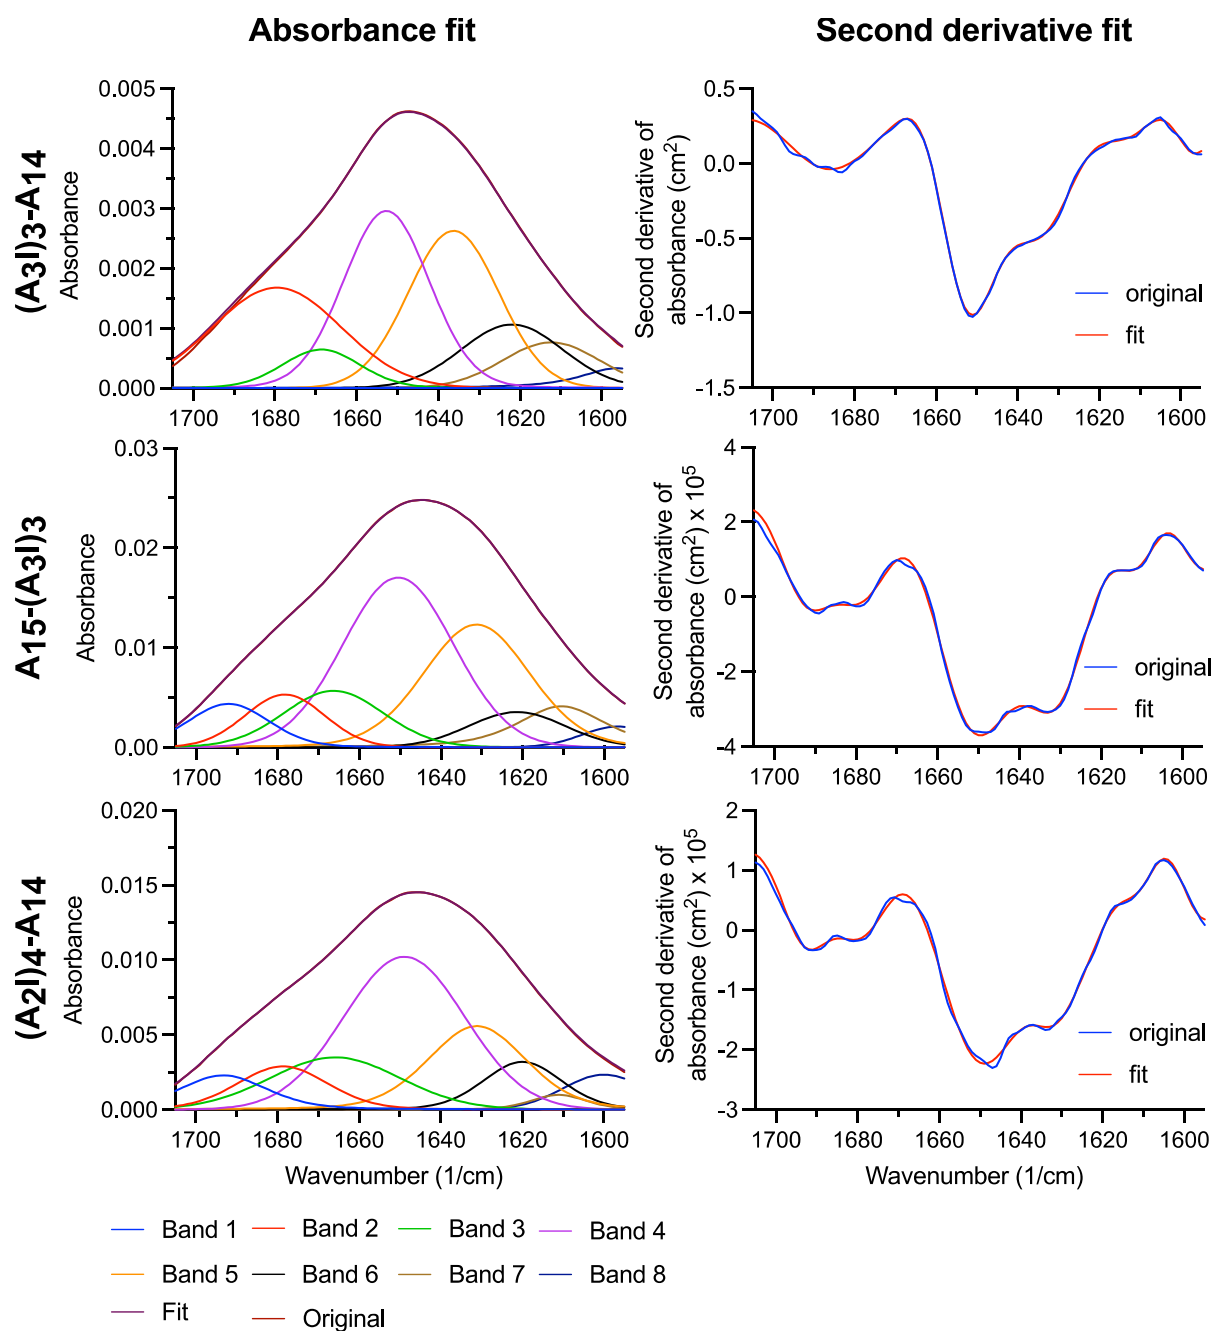 Absorbance fit
Second derivative fit
(A3I)3-A14
Absorbance
0.005
0.004
0.003
0.002
0.001
0.000
1700 1680 1660 1640 1620 1600
Second derivative of
absorbance (cm2)
0.5
0.0
-0.5
-1.0
-1.5
original
fit
1700 1680 1660 1640 1620 1600
A15-(A3I)3
Absorbance
0.03
0.02
0.01
0.00
1700 1680 1660 1640 1620 1600
Second derivative of
absorbance (cm2) x 105
4
2
0
-2
-4
original
fit
1700 1680 1660 1640 1620 1600
(A2I)4-A14
Absorbance
0.020
0.015
0.010
0.005
0.000
1700 1680 1660 1640 1620 1600
Wavenumber (1/cm)
Second derivative of
absorbance (cm2) x 105
2
1
0
-1
-2
-3
original
fit
1700 1680 1660 1640 1620 1600
Wavenumber (1/cm)
Band 1 Band 2 Band 3 Band 4
Band 5 Band 6 Band 7 Band 8
Fit Original